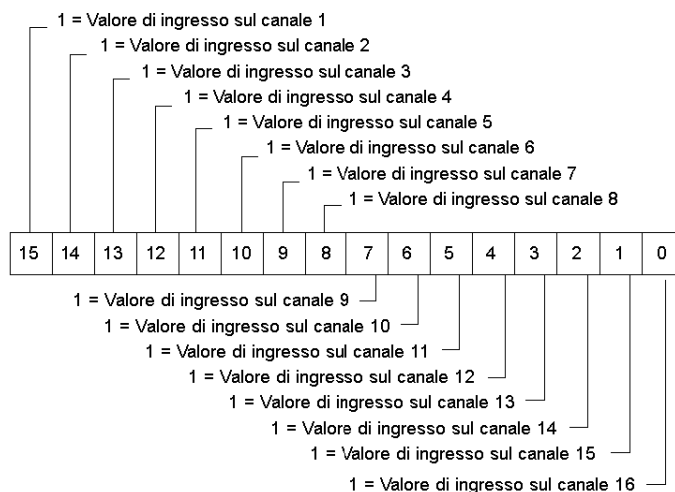 1 = Valore di ingresso sul canale 1
1 = Valore di ingresso sul canale 2
1 = Valore di ingresso sul canale 3
1 = Valore di ingresso sul canale 4
1 = Valore di ingresso sul canale 5
1 = Valore di ingresso sul canale 6
1 = Valore di ingresso sul canale 7
1 = Valore di ingresso sul canale 8
15 14 13 12 11 10 9 8 7 6 5 4 3 2 1 0
1 = Valore di ingresso sul canale 9
1 = Valore di ingresso sul canale 10
1 = Valore di ingresso sul canale 11
1 = Valore di ingresso sul canale 12
1 = Valore di ingresso sul canale 13
1 = Valore di ingresso sul canale 14
1 = Valore di ingresso sul canale 15
1 = Valore di ingresso sul canale 16